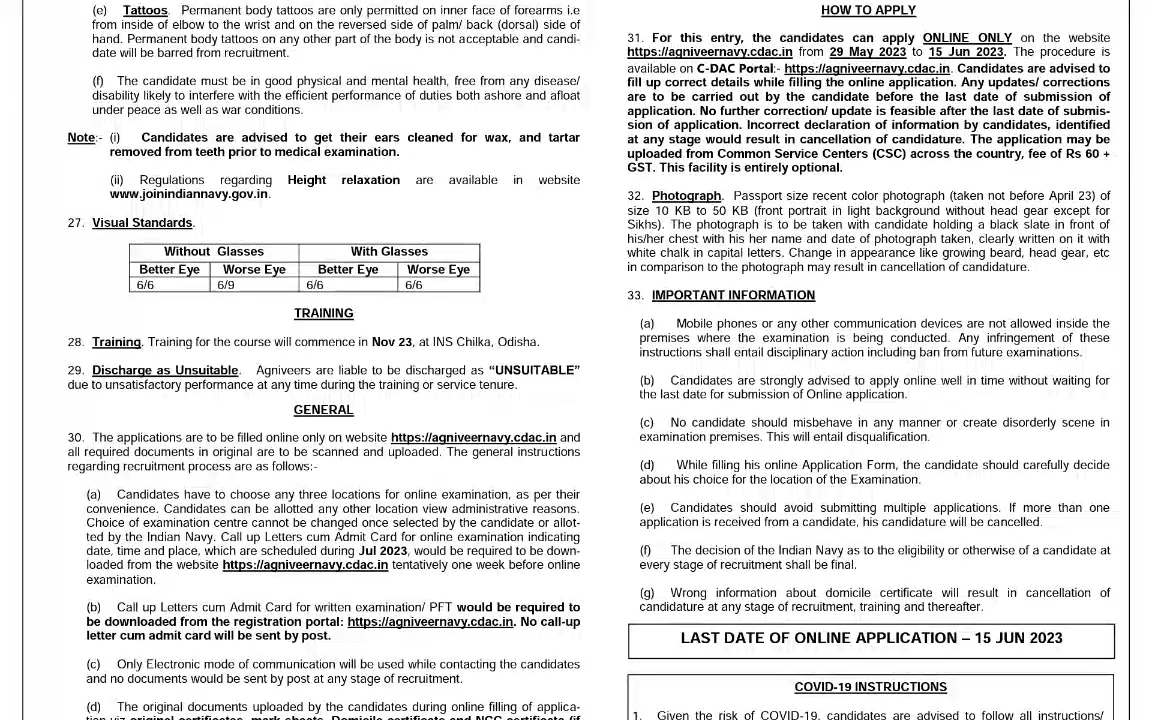 (e) Tattoos. Permanent body tattoos are only permitted on inner face of forearms i.e
from inside of elbow to the wrist and on the reversed side of palm/ back (dorsal) side of
hand. Permanent body tattoos on any other part of the body is not acceptable and candi-
date will be barred from recruitment.
(f) The candidate must be in good physical and mental health, free from any disease/
disability likely to interfere with the efficient performance of duties both ashore and afloat
under peace as well as war conditions.
Note:- (i) Candidates are advised to get their ears cleaned for wax, and tartar
removed from teeth prior to medical examination.
(ii) Regulations regarding Height relaxation are available in website
www.joinindiannavy.gov.in.
27. Visual Standards.
Without Glasses With Glasses
Better Eye Worse Eye Better Eye Worse Eye
6/6 6/9 6/6 6/6
TRAINING
28. Training. Training for the course will commence in Nov 23, at INS Chilka, Odisha.
29. Discharge as Unsuitable. Agniveers are liable to be discharged as “UNSUITABLE”
due to unsatisfactory performance at any time during the training or service tenure.
GENERAL
30. The applications are to be filled online only on website https://agniveernavy.cdac.in and
all required documents in original are to be scanned and uploaded. The general instructions
regarding recruitment process are as follows:-
(a) Candidates have to choose any three locations for online examination, as per their
convenience. Candidates can be allotted any other location view administrative reasons.
Choice of examination centre cannot be changed once selected by the candidate or allot-
ted by the Indian Navy. Call up Letters cum Admit Card for online examination indicating
date, time and place, which are scheduled during Jul 2023, would be required to be down-
loaded from the website https://agniveernavy.cdac.in tentatively one week before online
examination.
(b) Call up Letters cum Admit Card for written examination/ PFT would be required to
be downloaded from the registration portal: https://agniveernavy.cdac.in. No call-up
letter cum admit card will be sent by post.
(c) Only Electronic mode of communication will be used while contacting the candidates
and no documents would be sent by post at any stage of recruitment.
(d) The original documents uploaded by the candidates during online filling of applica-
tion viz original certificates, mark sheets, Domicile certificate and NCC certificate (if
HOW TO APPLY
31. For this entry, the candidates can apply ONLINE ONLY on the website
https://agniveernavy.cdac.in from 29 May 2023 to 15 Jun 2023. The procedure is
available on C-DAC Portal:- https://agniveernavy.cdac.in. Candidates are advised to
fill up correct details while filling the online application. Any updates/ corrections
are to be carried out by the candidate before the last date of submission of
application. No further correction/ update is feasible after the last date of submis-
sion of application. Incorrect declaration of information by candidates, identified
at any stage would result in cancellation of candidature. The application may be
uploaded from Common Service Centers (CSC) across the country, fee of Rs 60 +
GST. This facility is entirely optional.
32. Photograph. Passport size recent color photograph (taken not before April 23) of
size 10 KB to 50 KB (front portrait in light background without head gear except for
Sikhs). The photograph is to be taken with candidate holding a black slate in front of
his/her chest with his her name and date of photograph taken, clearly written on it with
white chalk in capital letters. Change in appearance like growing beard, head gear, etc
in comparison to the photograph may result in cancellation of candidature.
33. IMPORTANT INFORMATION
(a) Mobile phones or any other communication devices are not allowed inside the
premises where the examination is being conducted. Any infringement of these
instructions shall entail disciplinary action including ban from future examinations.
(b) Candidates are strongly advised to apply online well in time without waiting for
the last date for submission of Online application.
(c) No candidate should misbehave in any manner or create disorderly scene in
examination premises. This will entail disqualification.
(d) While filling his online Application Form, the candidate should carefully decide
about his choice for the location of the Examination.
(e) Candidates should avoid submitting multiple applications. If more than one
application is received from a candidate, his candidature will be cancelled.
(f) The decision of the Indian Navy as to the eligibility or otherwise of a candidate at
every stage of recruitment shall be final.
(g) Wrong information about domicile certificate will result in cancellation of
candidature at any stage of recruitment, training and thereafter.
LAST DATE OF ONLINE APPLICATION – 15 JUN 2023
COVID-19 INSTRUCTIONS
1. Given the risk of COVID-19, candidates are advised to follow all instructions/